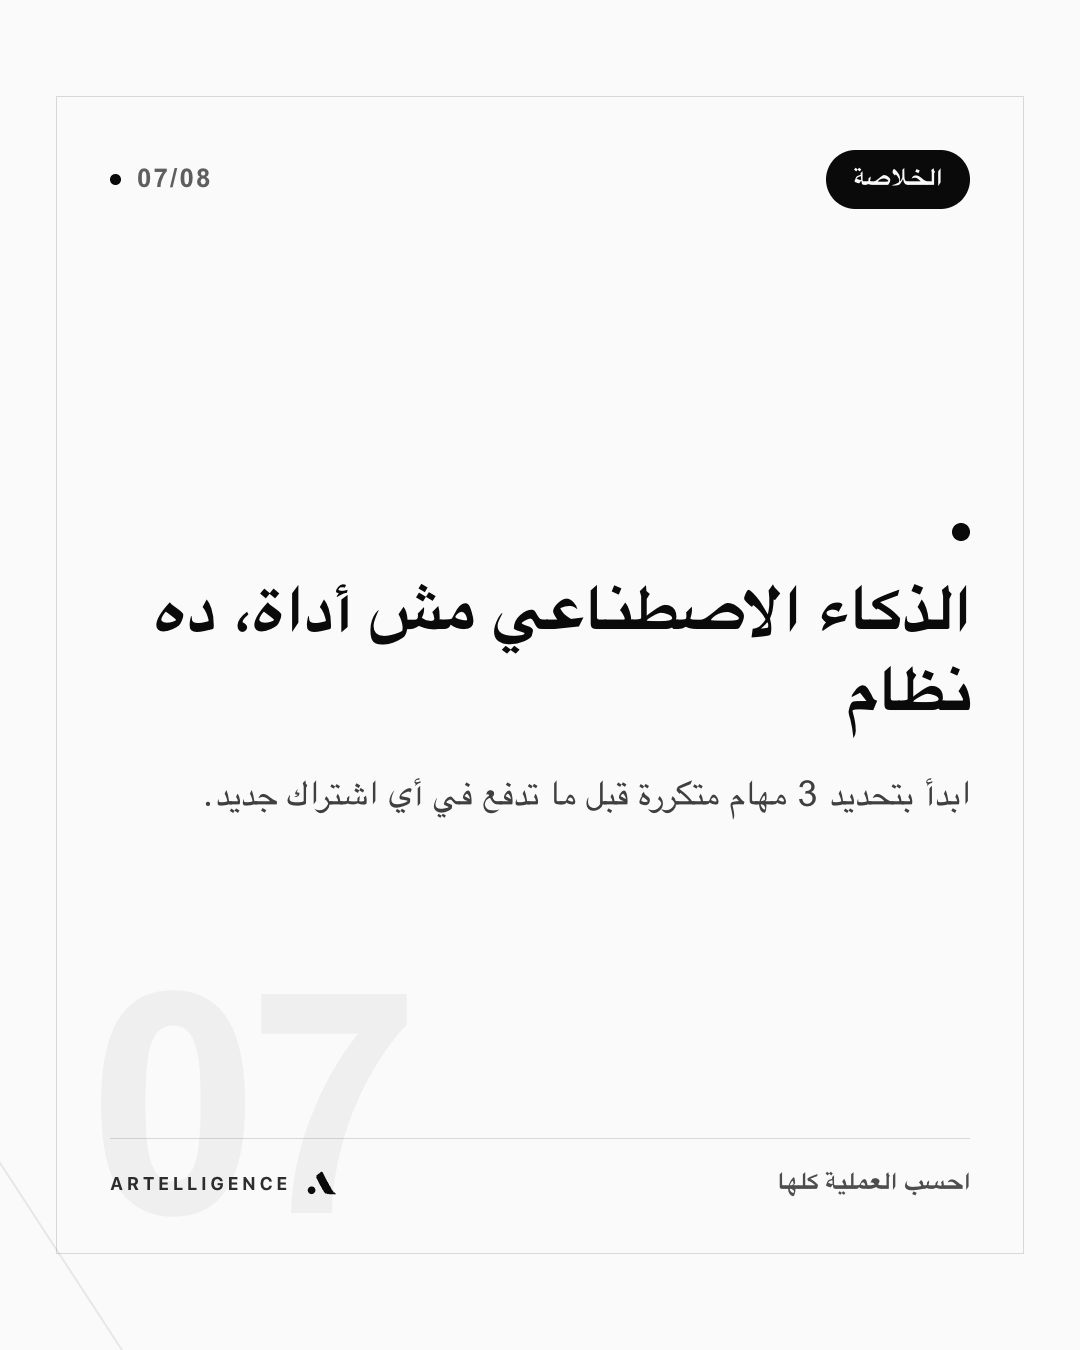 الخلاصة
07/08
الذكاء الاصطناعي مش أداة، ده
نظام
ابدأ بتحديد 3 مهام متكررة قبل ما تدفع في أي اشتراك جديد.
07
احسب العملية كلها
ARTELLIGENCE